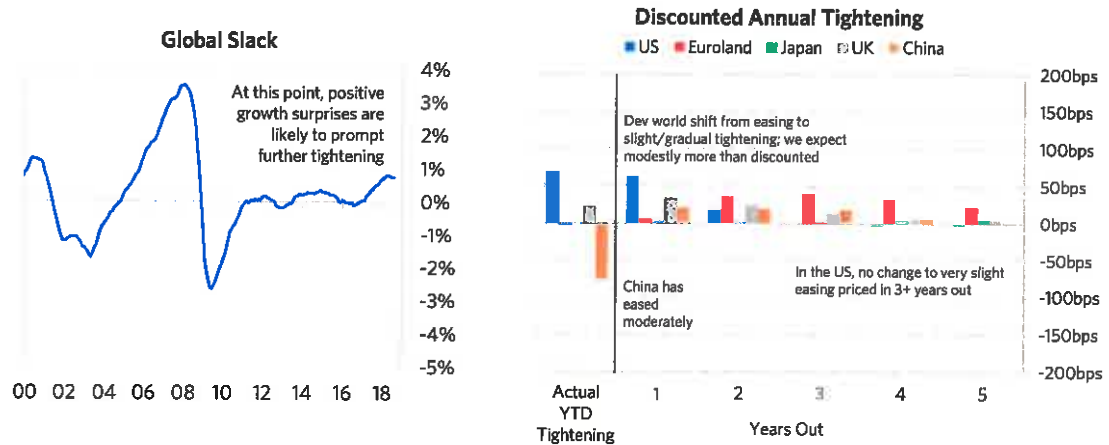 Global Slack
At this point, positive
growth surprises are
likely to prompt
further tightening
4%
3%
2%
1%
0%
-1%
-2%
-3%
-4%
-5%
00 02 04 06 08 10 12 14 16 18
Discounted Annual Tightening
US Euroland Japan UK China
Dev world shift from easing to
slight/gradual tightening; we expect
modestly more than discounted
China has
eased
moderately
In the US, no change to very slight
easing priced in 3+ years out
200bps
150bps
100bps
50bps
0bps
-50bps
-100bps
-150bps
-200bps
Actual
YTD
Tightening
1 2 3 4 5
Years Out